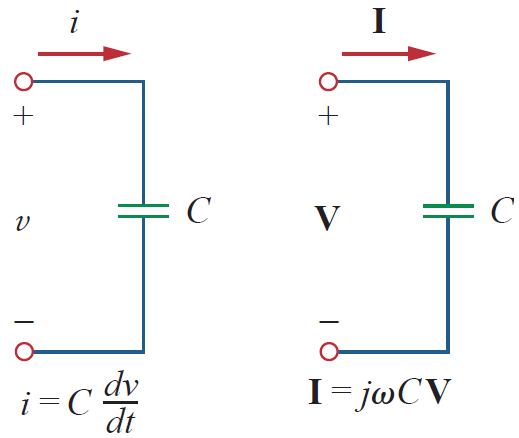 i I
+ +
v C V C
− −
i = C dv/dt I = jωCV